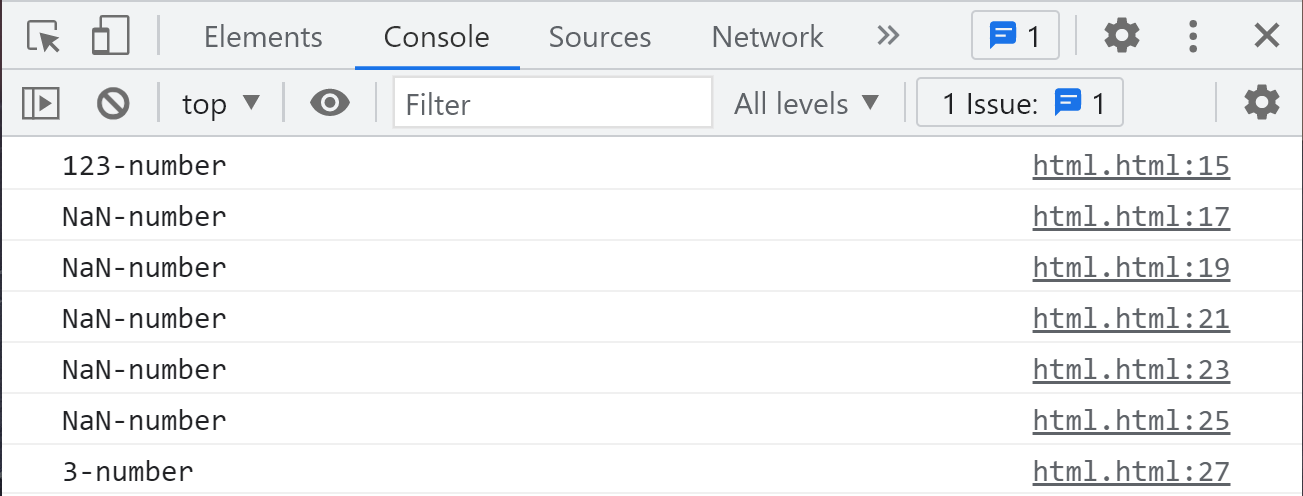 Elements Console Sources Network 1
top Filter All levels 1 Issue: 1
123-number html.html:15
NaN-number html.html:17
NaN-number html.html:19
NaN-number html.html:21
NaN-number html.html:23
NaN-number html.html:25
3-number html.html:27